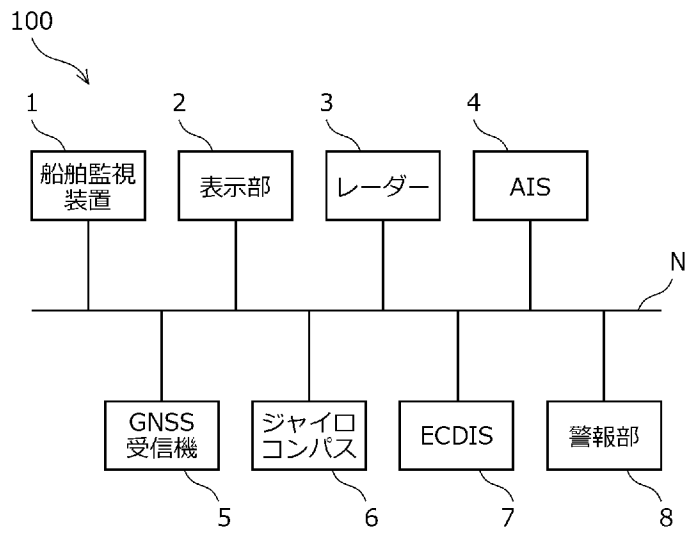 100
1
2
3
4
船舶監視
装置
表示部
レーダー
AIS
N
GNSS
受信機
ジャイロ
コンパス
ECDIS
警報部
5
6
7
8